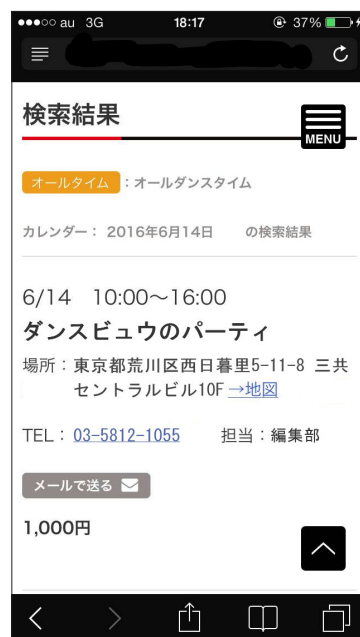 au 3G 18:17 37%
検索結果
MENU
オールタイム：オールダンスタイム
カレンダー： 2016年6月14日 の検索結果
6/14 10:00～16:00
ダンスビュウのパーティ
場所：東京都荒川区西日暮里5-11-8 三共
セントラルビル10F →地図
TEL： 03-5812-1055 担当：編集部
メールで送る
1,000円